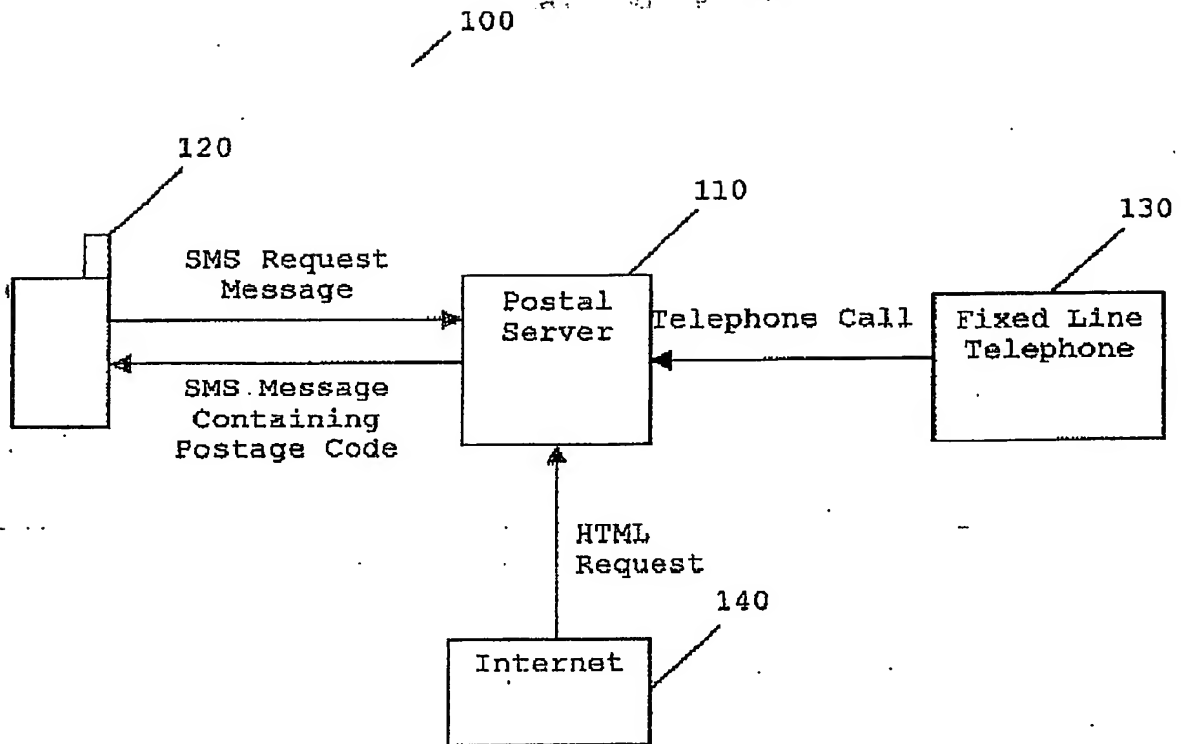 100
120
110
130
SMS Request
Message
Postal
Server
Telephone Call
Fixed Line
Telephone
SMS Message
Containing
Postage Code
HTML
Request
140
Internet